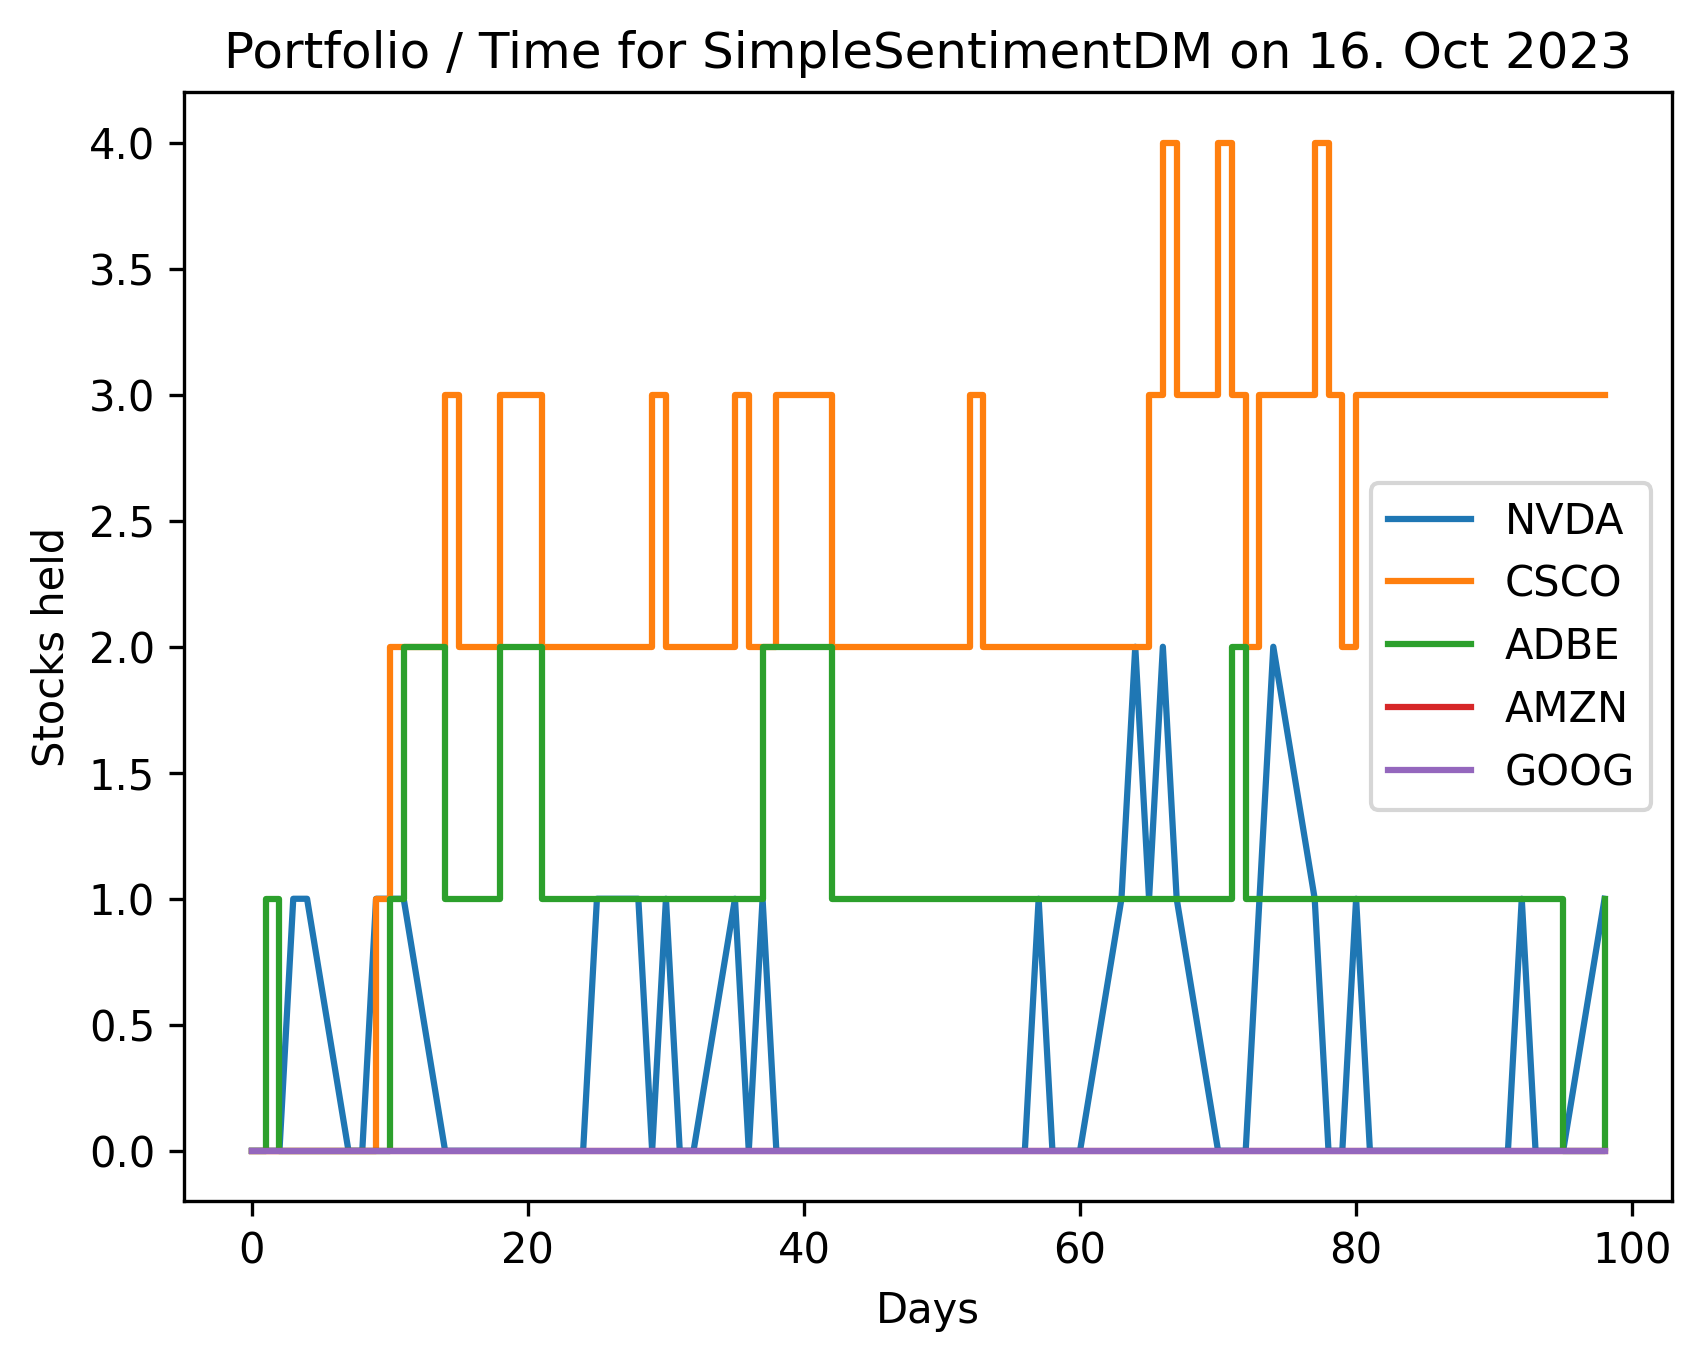 Portfolio / Time for SimpleSentimentDM on 16. Oct 2023
4.0
3.5
3.0
2.5
2.0
1.5
1.0
0.5
0.0
Stocks held
NVDA
CSCO
ADBE
AMZN
GOOG
0 20 40 60 80 100
Days